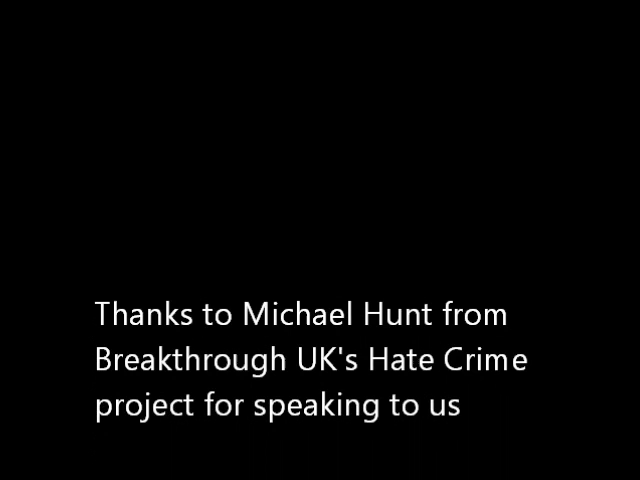 Thanks to Michael Hunt from
Breakthrough UK's Hate Crime
project for speaking to us